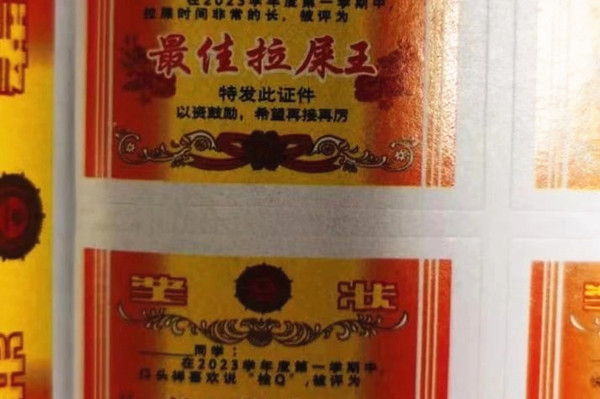 在2023学年度第一学期中
拉屎时间非常的长，被评为
最佳拉屎王
特发此证件
以资鼓励，希望再接再厉
奖 状
同学：
在2023学年度第一学期中
口头禅喜欢说“栓Q”，被评为